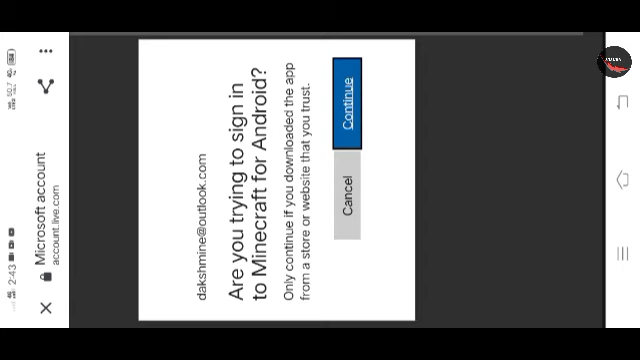 2:43
Microsoft account
account.live.com
dakshmine@outlook.com
Are you trying to sign in
to Minecraft for Android?
Only continue if you downloaded the app
from a store or website that you trust.
Cancel
Continue